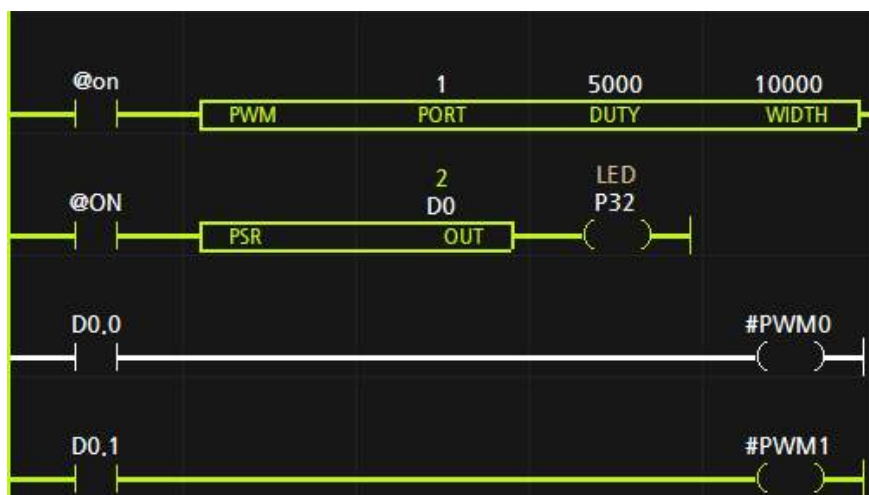 @on 1 5000 10000
PWM PORT DUTY WIDTH
2 LED
@ON D0 P32
PSR OUT
D0.0 #PWM0
D0.1 #PWM1